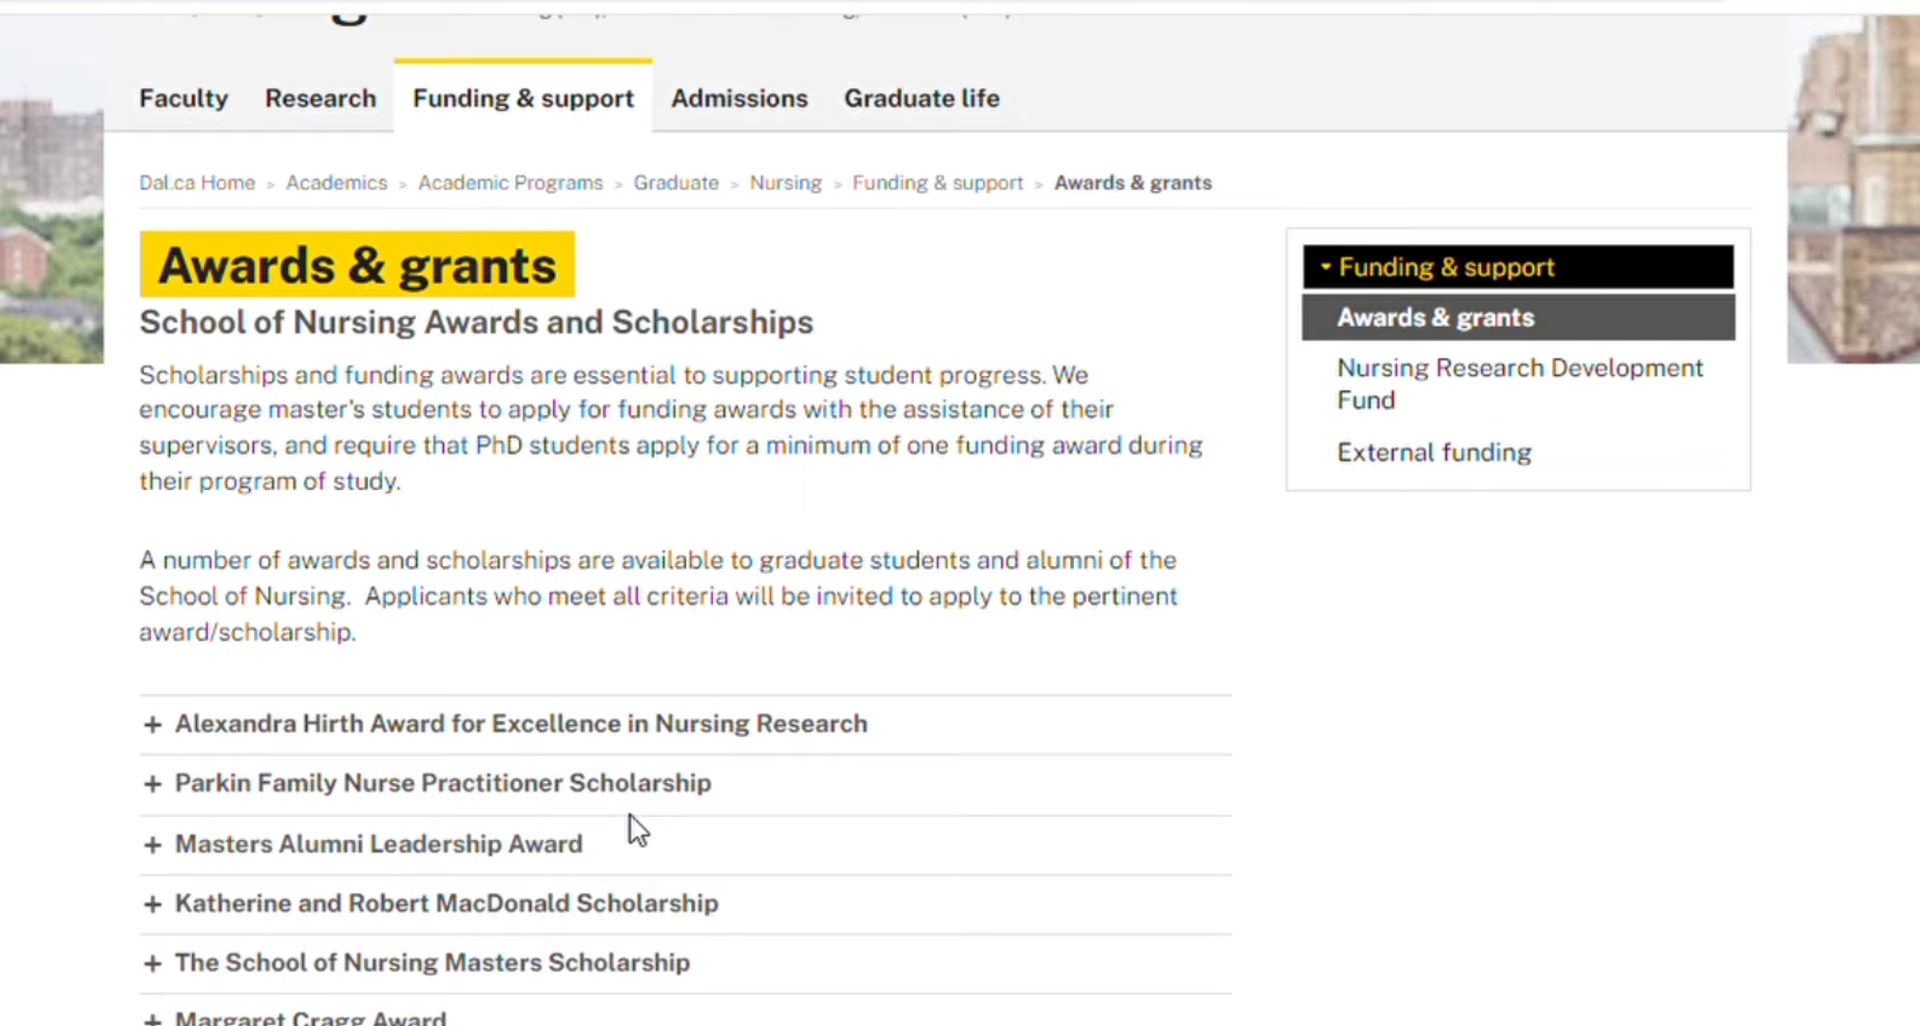 Faculty Research Funding & support Admissions Graduate life
Dal.ca Home > Academics > Academic Programs > Graduate > Nursing > Funding & support > Awards & grants
Awards & grants
School of Nursing Awards and Scholarships
Scholarships and funding awards are essential to supporting student progress. We
encourage master's students to apply for funding awards with the assistance of their
supervisors, and require that PhD students apply for a minimum of one funding award during
their program of study.
A number of awards and scholarships are available to graduate students and alumni of the
School of Nursing.  Applicants who meet all criteria will be invited to apply to the pertinent
award/scholarship.
+ Alexandra Hirth Award for Excellence in Nursing Research
+ Parkin Family Nurse Practitioner Scholarship
+ Masters Alumni Leadership Award
+ Katherine and Robert MacDonald Scholarship
+ The School of Nursing Masters Scholarship
+ Margaret Cragg Award
Funding & support
Awards & grants
Nursing Research Development
Fund
External funding